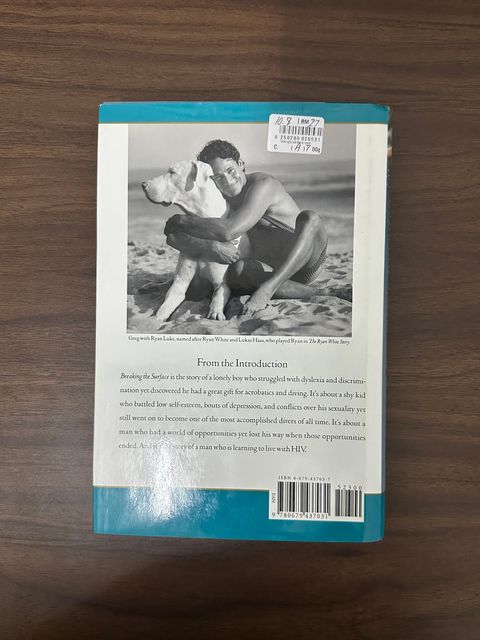 10.8 1RM27
Greg with Ryan Luke, named after Ryan White and Lukas Haas, who played Ryan in The Ryan White Story
From the Introduction
Breaking the Surface is the story of a lonely boy who struggled with dyslexia and discrimi-
nation yet discovered he had a great gift for acrobatics and diving. It's about a shy kid
who battled low self-esteem, bouts of depression, and conflicts over his sexuality yet
still went on to become one of the most accomplished divers of all time. It's about a
man who had a world of opportunities yet lost his way when those opportunities
ended. And it's story of a man who is learning to live with HIV.
ISBN 0-679-43703-7
52300
EAN
9 780679 437031